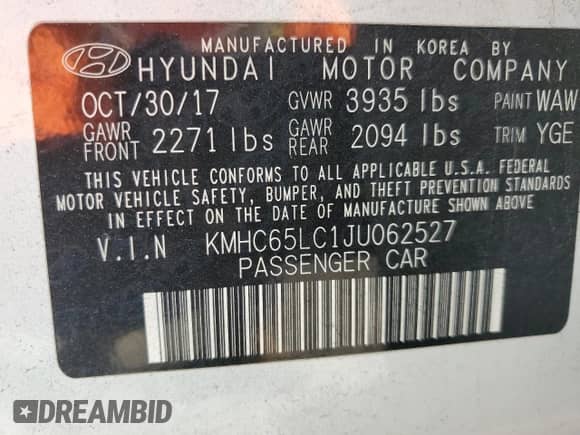 MANUFACTURED IN KOREA BY
HYUNDAI MOTOR COMPANY
OCT/30/17 GVWR 3935 lbs PAINT WAW
GAWR FRONT 2271 lbs GAWR REAR 2094 lbs TRIM YGE
THIS VEHICLE CONFORMS TO ALL APPLICABLE U.S.A. FEDERAL
MOTOR VEHICLE SAFETY, BUMPER, AND THEFT PREVENTION STANDARDS
IN EFFECT ON THE DATE OF MANUFACTURE SHOWN ABOVE.
V.I.N KMHC65LC1JU062527
PASSENGER CAR
DREAMBID